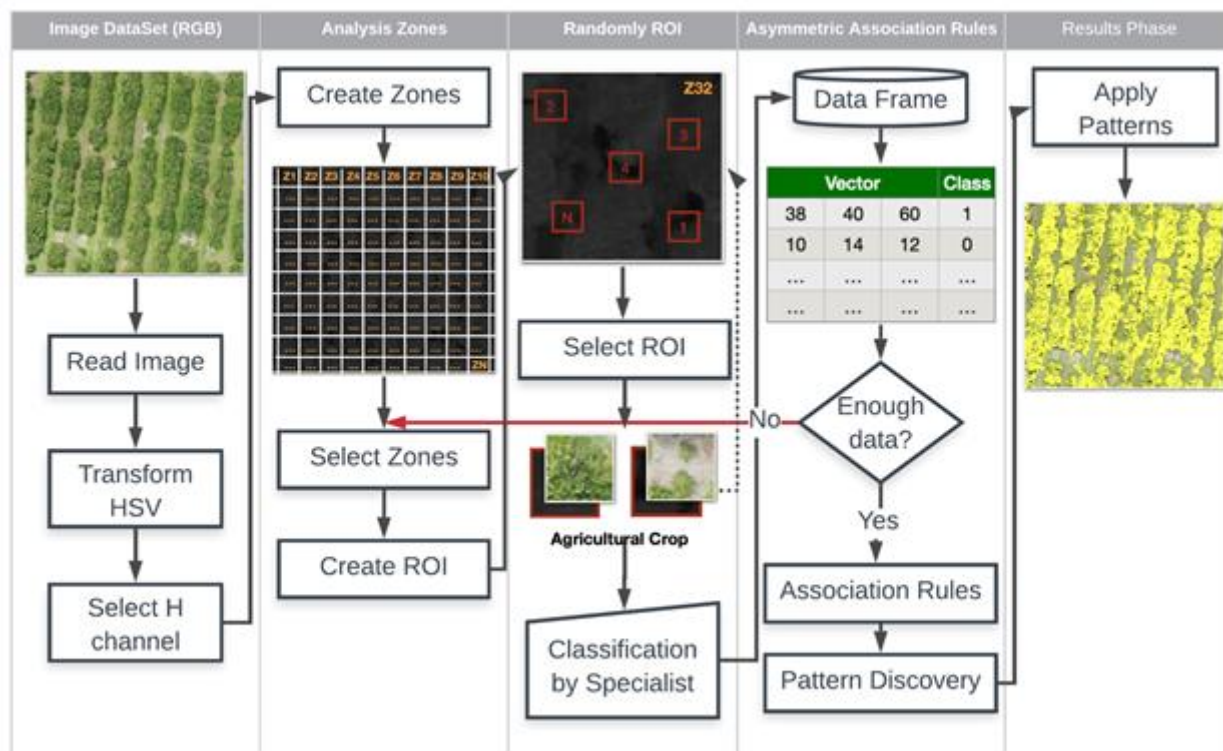 Image DataSet (RGB)
Analysis Zones
Randomly ROI
Asymmetric Association Rules
Results Phase
Read Image
Transform
HSV
Select H
channel
Create Zones
Z1 Z2 Z3 Z4 Z5 Z6 Z7 Z8 Z9 Z10
... ... ... ... ... ... ... ... ... ...
... ... ... ... ... ... ... ... ... ...
... ... ... ... ... ... ... ... ... ...
... ... ... ... ... ... ... ... ... ...
... ... ... ... ... ... ... ... ... ...
... ... ... ... ... ... ... ... ... ...
... ... ... ... ... ... ... ... ... ...
... ... ... ... ... ... ... ... ... ...
... ... ... ... ... ... ... ... ... ZN
Select Zones
Create ROI
Z32
2
3
4
N
1
Select ROI
Agricultural Crop
Classification
by Specialist
Data Frame
Vector Class
38 40 60 1
10 14 12 0
... ... ... ...
... ... ... ...
Enough
data?
No
Yes
Association Rules
Pattern Discovery
Apply
Patterns